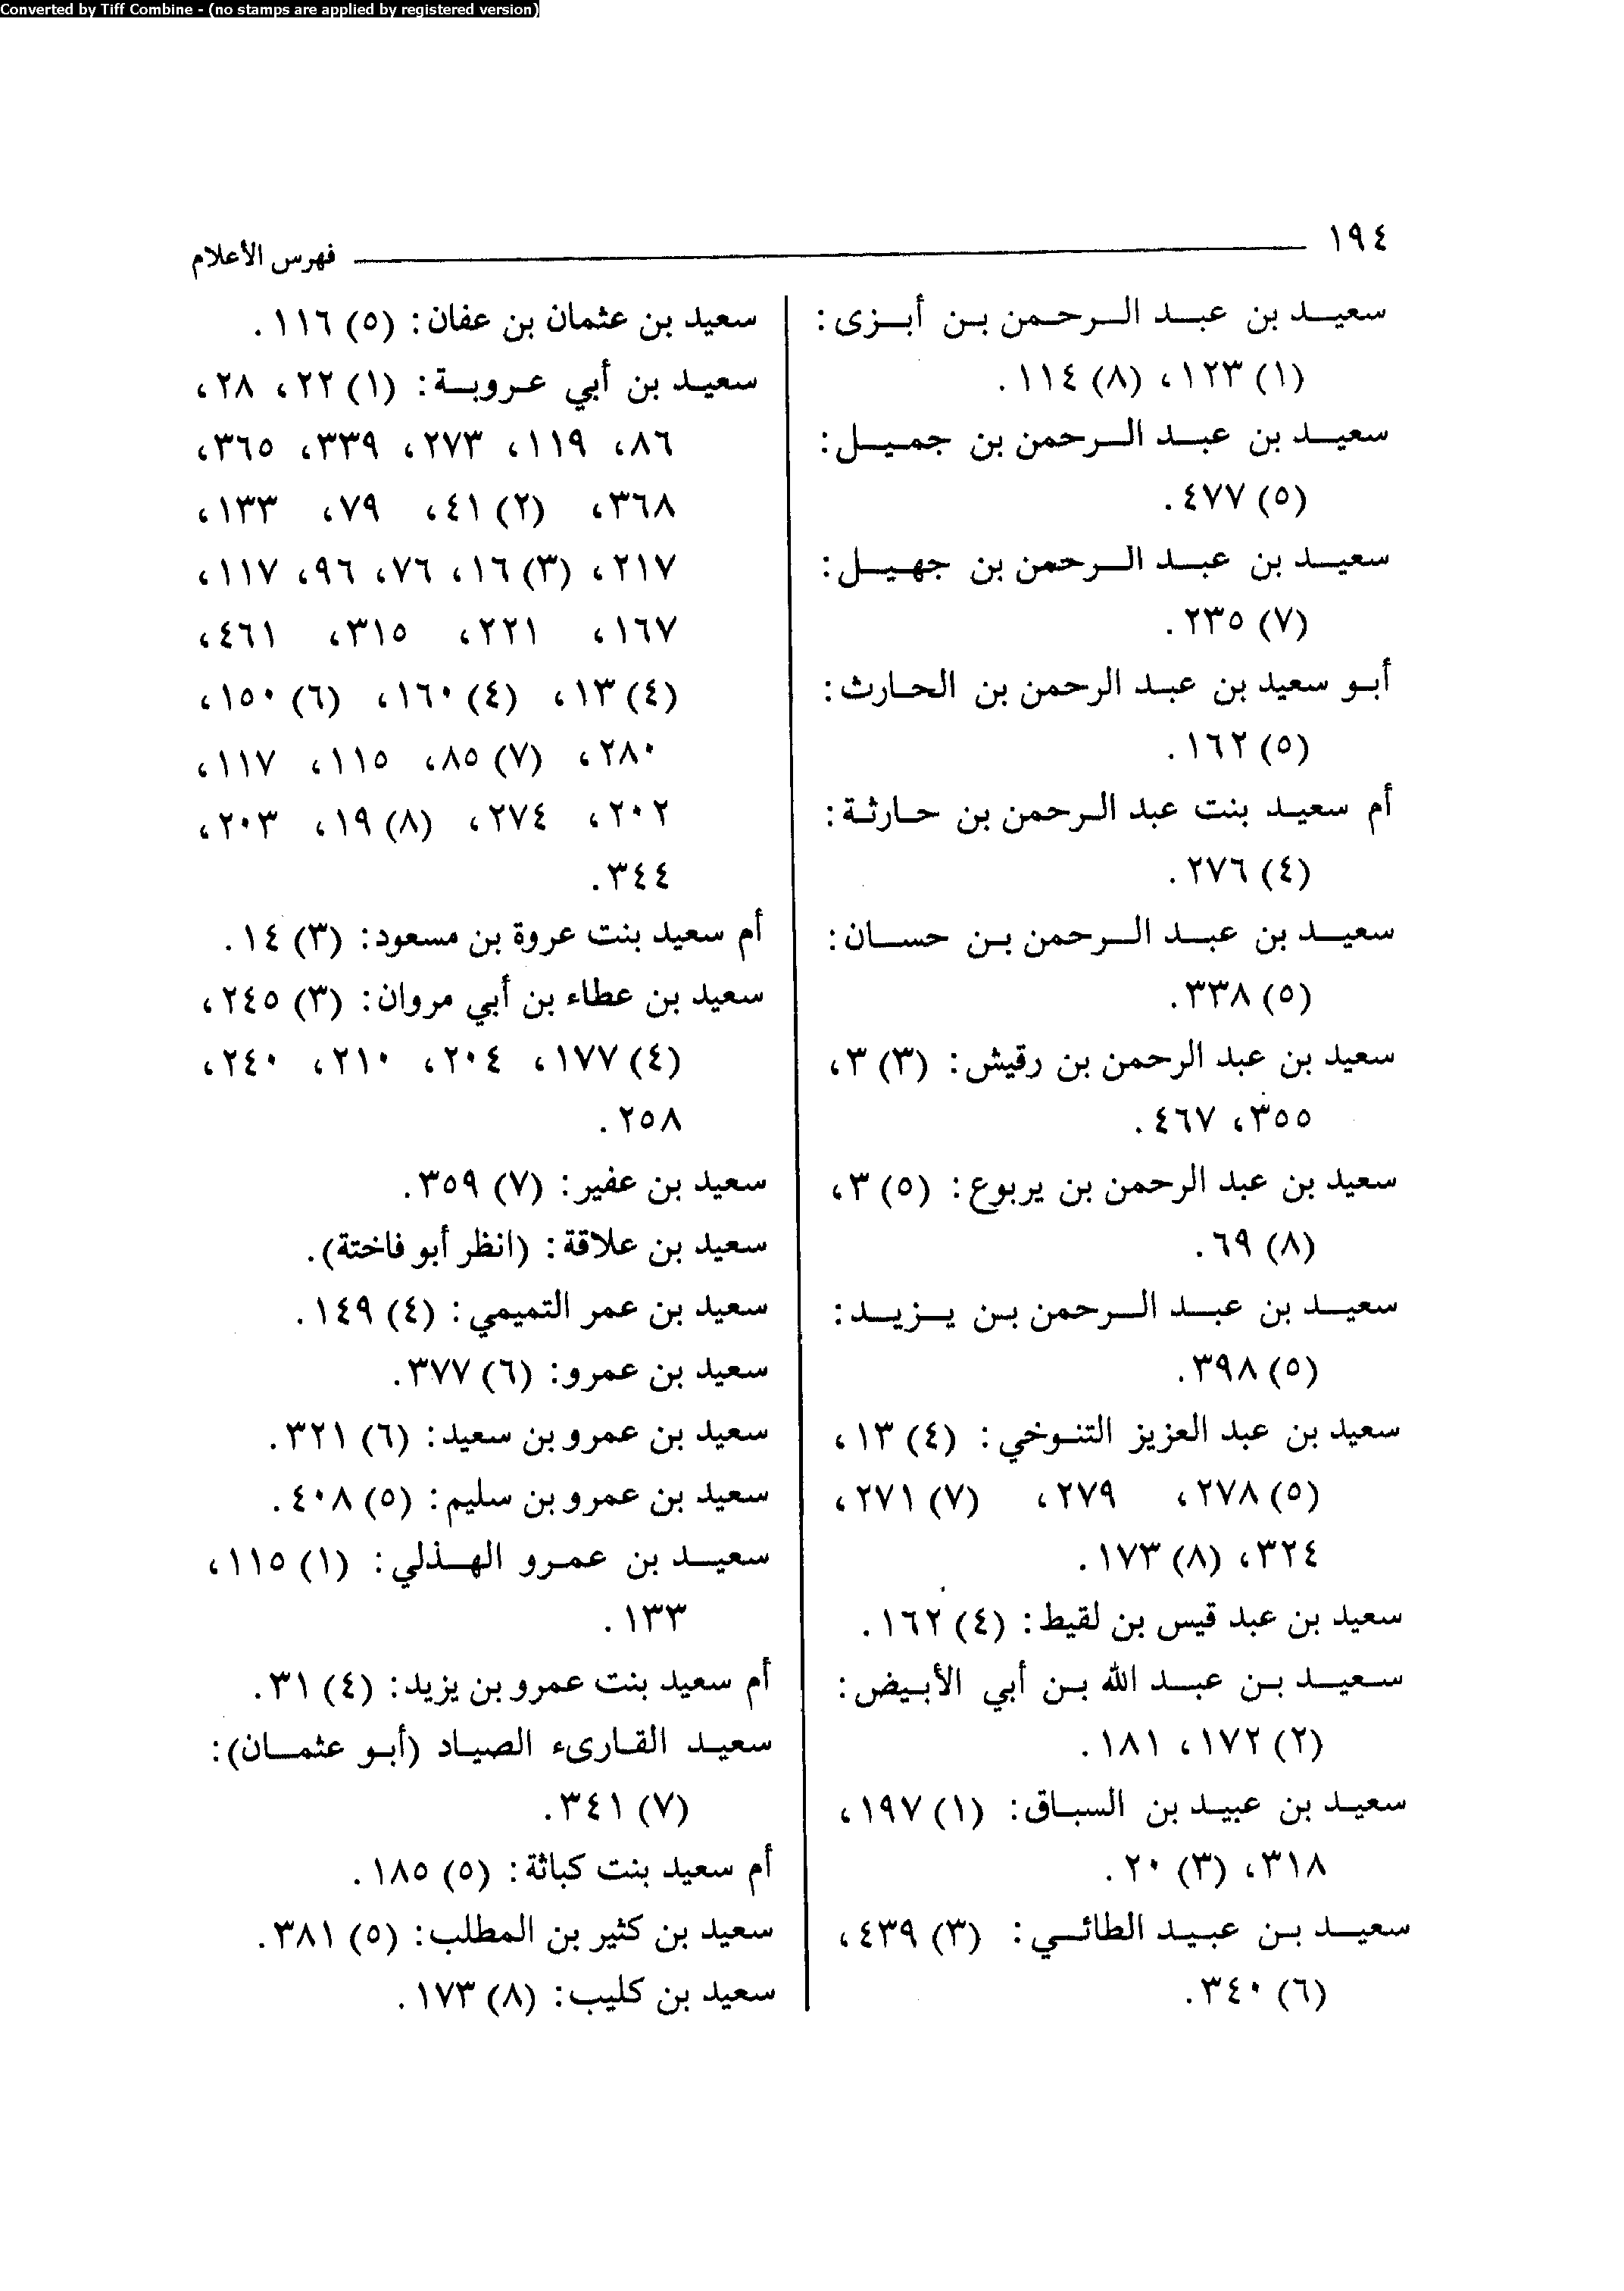 Converted by Tiff Combine - (no stamps are applied by registered version)
١٩٤
فهرس الأعلام
سعيد بن عبد الرحمن بن أبزى:
(١) ١٢٣، (٨) ١١٤.
سعيد بن عبد الرحمن بن جميل:
(٥) ٤٧٧.
سعيد بن عبد الرحمن بن جهيل:
(٧) ٢٣٥.
أبو سعيد بن عبد الرحمن بن الحارث:
(٥) ١٦٢.
أم سعيد بنت عبد الرحمن بن حارثة:
(٤) ٢٧٦.
سعيد بن عبد الرحمن بن حسان:
(٥) ٣٣٨.
سعيد بن عبد الرحمن بن رقيش: (٣) ٣،
٣٥٥، ٤٦٧.
سعيد بن عبد الرحمن بن يربوع: (٥) ٣،
(٨) ٦٩.
سعيد بن عبد الرحمن بن يزيد:
(٥) ٣٩٨.
سعيد بن عبد العزيز التنوخي: (٤) ١٣،
(٥) ٢٧٨، ٢٧٩، (٧) ٢٧١،
٣٢٤، (٨) ١٧٣.
سعيد بن عبد قيس بن لقيط: (٤) ١٦٢.
سعيد بن عبد الله بن أبي الأبيض:
(٢) ١٧٢، ١٨١.
سعيد بن عبيد بن السباق: (١) ١٩٧،
٣١٨، (٣) ٢٠.
سعيد بن عبيد الطائي: (٣) ٤٣٩،
(٦) ٣٤٠.
سعيد بن عثمان بن عفان: (٥) ١١٦.
سعيد بن أبي عروبة: (١) ٢٢، ٢٨،
٨٦، ١١٩، ٢٧٣، ٣٣٩، ٣٦٥،
٣٦٨، (٢) ٤١، ٧٩، ١٣٣،
٢١٧، (٣) ١٦، ٧٦، ٩٦، ١١٧،
١٦٧، ٢٢١، ٣١٥، ٤٦١،
(٤) ١٣، (٤) ١٦٠، (٦) ١٥٠،
٢٨٠، (٧) ٨٥، ١١٥، ١١٧،
٢٠٢، ٢٧٤، (٨) ١٩، ٢٠٣،
٣٤٤.
أم سعيد بنت عروة بن مسعود: (٣) ١٤.
سعيد بن عطاء بن أبي مروان: (٣) ٢٤٥،
(٤) ١٧٧، ٢٠٤، ٢١٠، ٢٤٠،
٢٥٨.
سعيد بن عفير: (٧) ٣٥٩.
سعيد بن علاقة: (انظر أبو فاختة).
سعيد بن عمر التميمي: (٤) ١٤٩.
سعيد بن عمرو: (٦) ٣٧٧.
سعيد بن عمرو بن سعيد: (٦) ٣٢١.
سعيد بن عمرو بن سليم: (٥) ٤٠٨.
سعيد بن عمرو الهذلي: (١) ١١٥،
١٣٣.
أم سعيد بنت عمرو بن يزيد: (٤) ٣١.
سعيد القارىء الصياد (أبو عثمان):
(٧) ٣٤١.
أم سعيد بنت كباثة: (٥) ١٨٥.
سعيد بن كثير بن المطلب: (٥) ٣٨١.
سعيد بن كليب: (٨) ١٧٣.